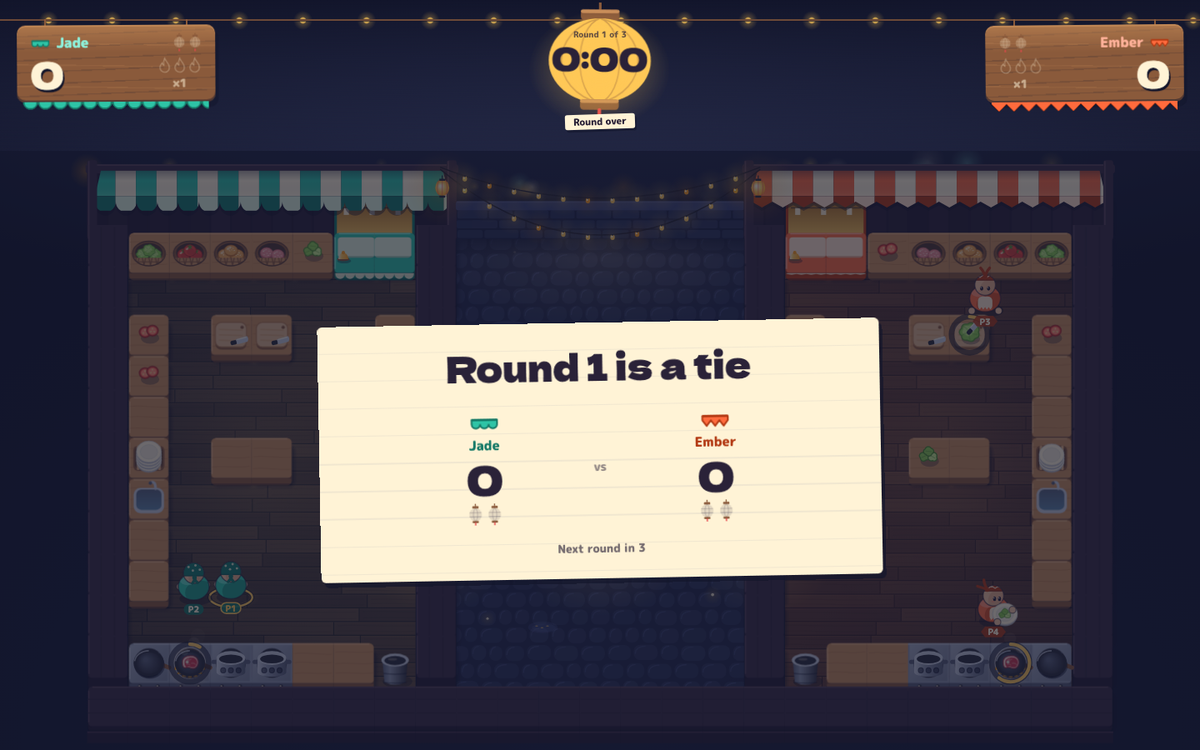 Jade
0
x1
Round 1 of 3
0:00
Round over
Ember
x1
0
Round 1 is a tie
Jade
0
vs
Ember
0
Next round in 3
P3
P2
P1
P4